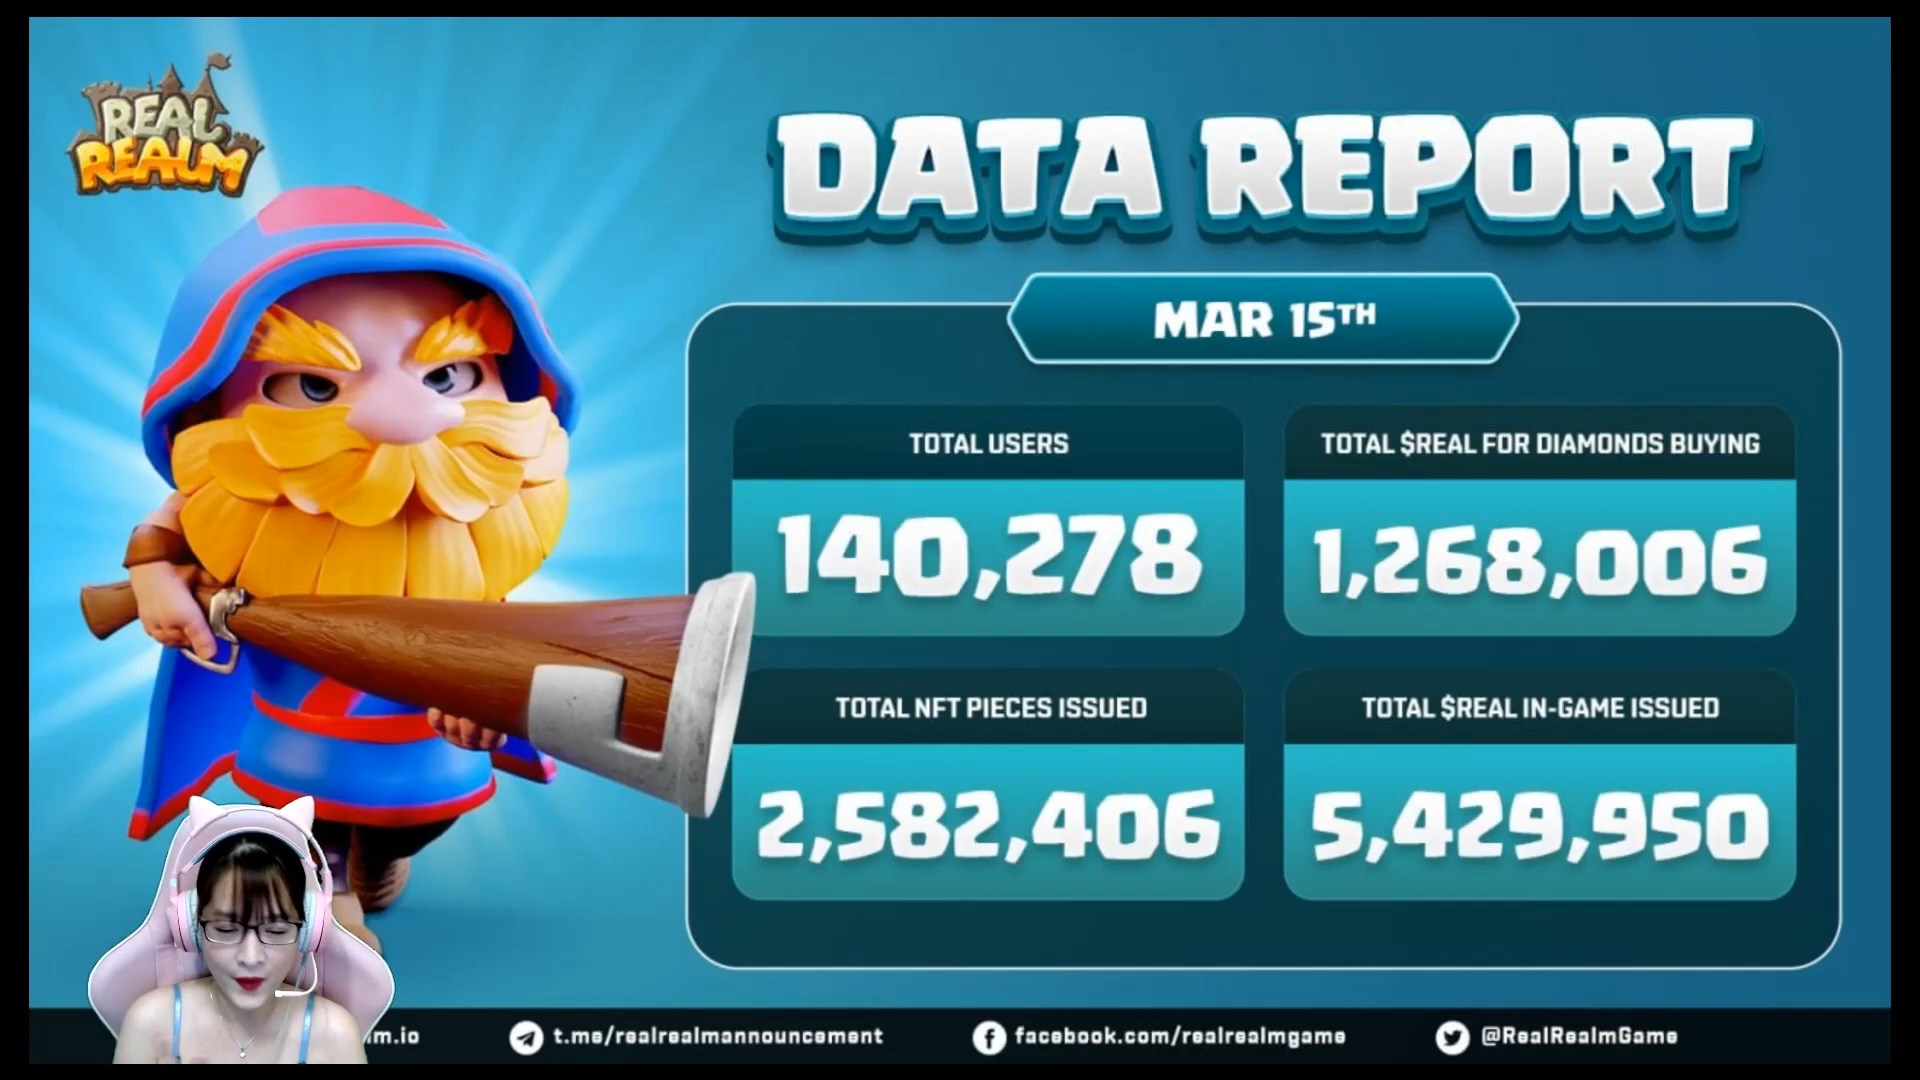 REAL
REALM
DATA REPORT
MAR 15TH
TOTAL USERS
140,278
TOTAL $REAL FOR DIAMONDS BUYING
1,268,006
TOTAL NFT PIECES ISSUED
2,582,406
TOTAL $REAL IN-GAME ISSUED
5,429,950
t.me/realrealmannouncement
facebook.com/realrealmgame
@RealRealmGame